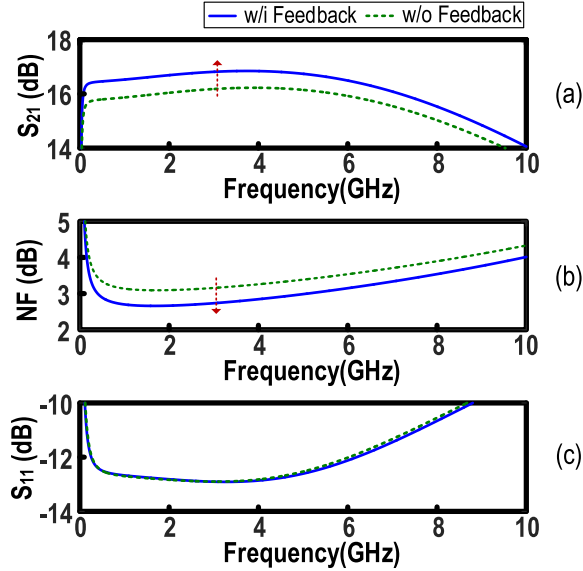 w/i Feedback w/o Feedback
18
16
14
S21 (dB)
0 2 4 6 8 10
Frequency(GHz)
(a)
5
4
3
2
NF (dB)
0 2 4 6 8 10
Frequency(GHz)
(b)
-10
-12
-14
S11 (dB)
0 2 4 6 8 10
Frequency(GHz)
(c)